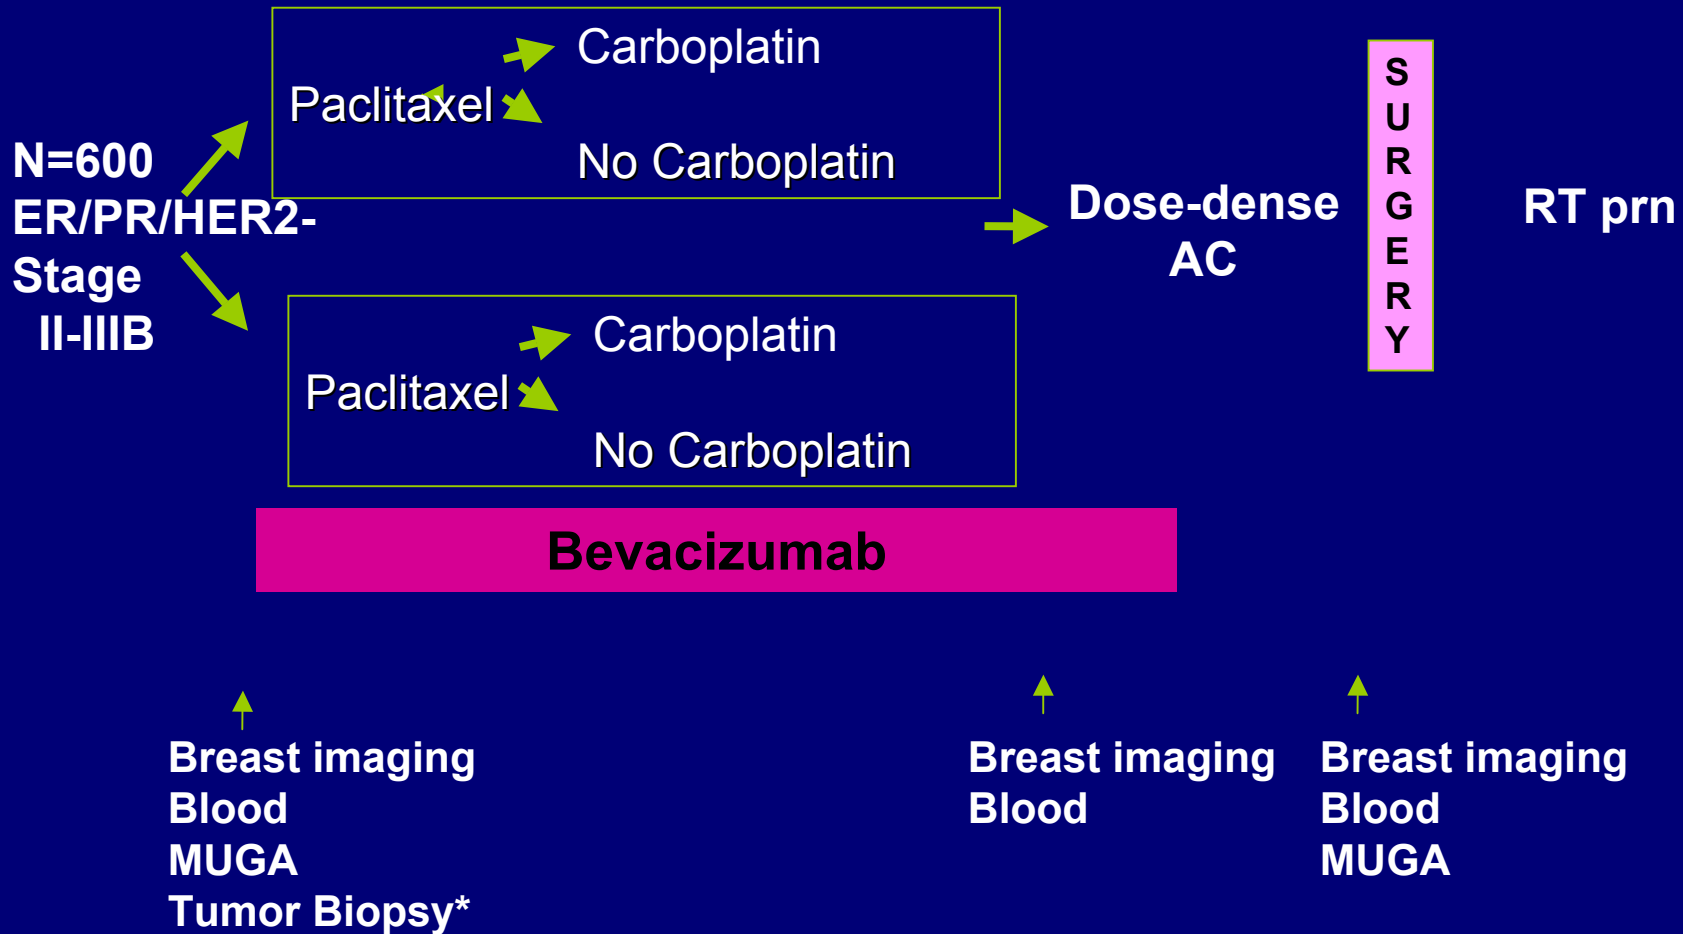 N=600
ER/PR/HER2-
Stage
II-IIIB
Carboplatin
Paclitaxel
No Carboplatin
Carboplatin
Paclitaxel
No Carboplatin
Bevacizumab
Dose-dense
AC
S
U
R
G
E
R
Y
RT prn
Breast imaging
Blood
MUGA
Tumor Biopsy*
Breast imaging
Blood
Breast imaging
Blood
MUGA